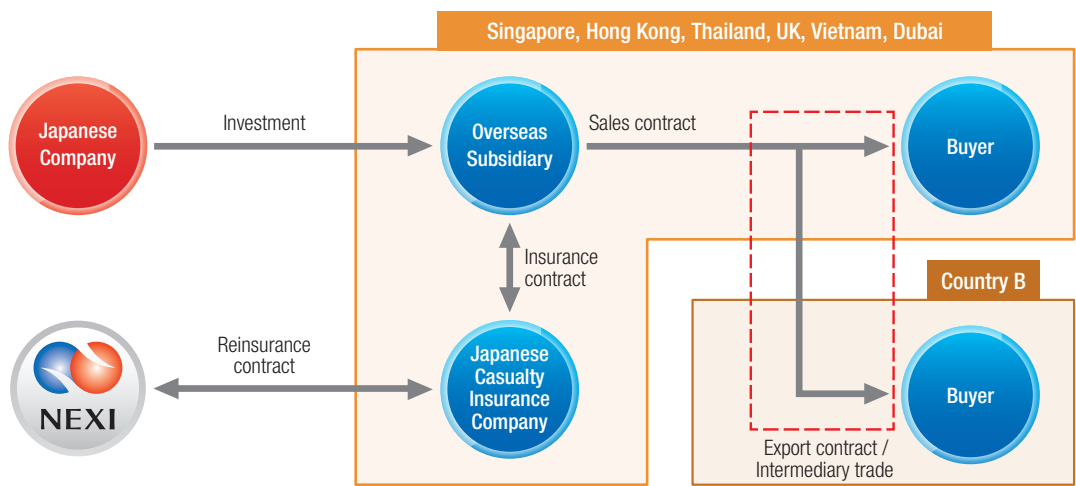 Singapore, Hong Kong, Thailand, UK, Vietnam, Dubai
Japanese
Company
Investment
Overseas
Subsidiary
Sales contract
Buyer
Insurance
contract
Country B
NEXI
Reinsurance
contract
Japanese
Casualty
Insurance
Company
Buyer
Export contract /
Intermediary trade